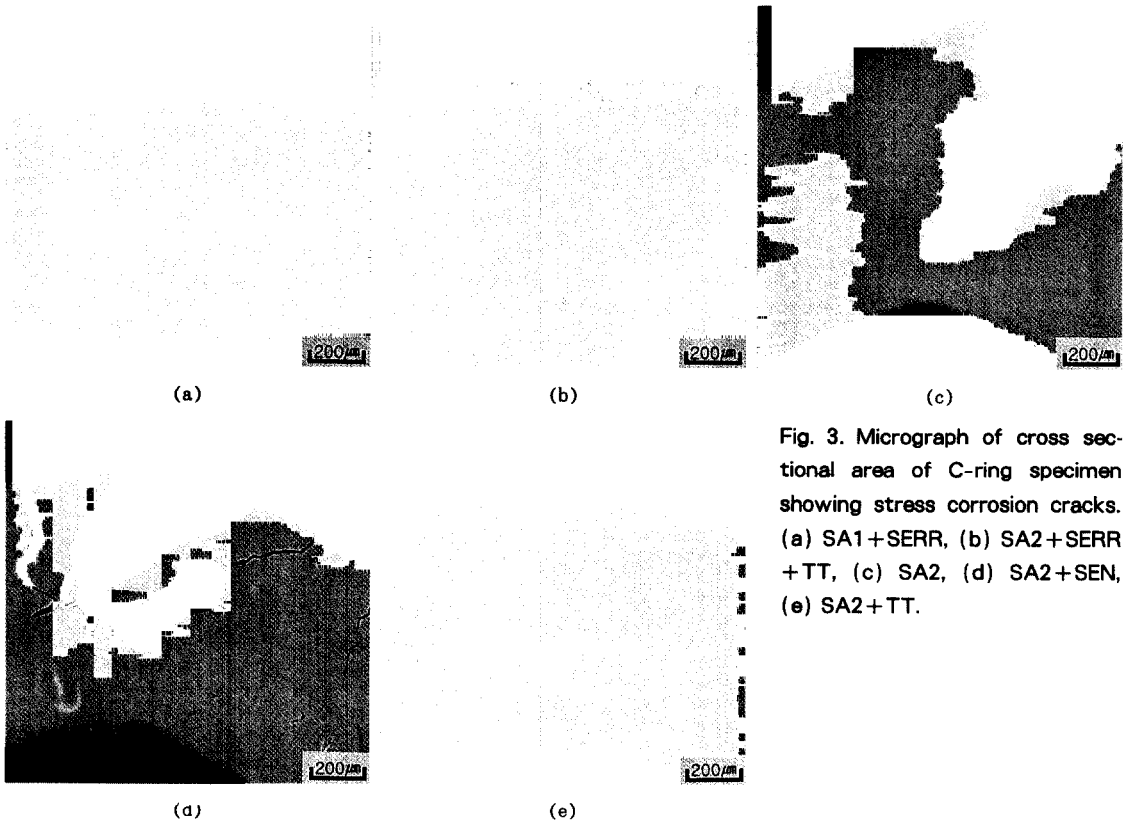 200㎛
200㎛
200㎛
(a)
(b)
(c)
Fig. 3. Micrograph of cross sec-
tional area of C-ring specimen
showing stress corrosion cracks.
(a) SA1+SERR, (b) SA2+SERR
+TT, (c) SA2, (d) SA2+SEN,
(e) SA2+TT.
200㎛
200㎛
(d)
(e)